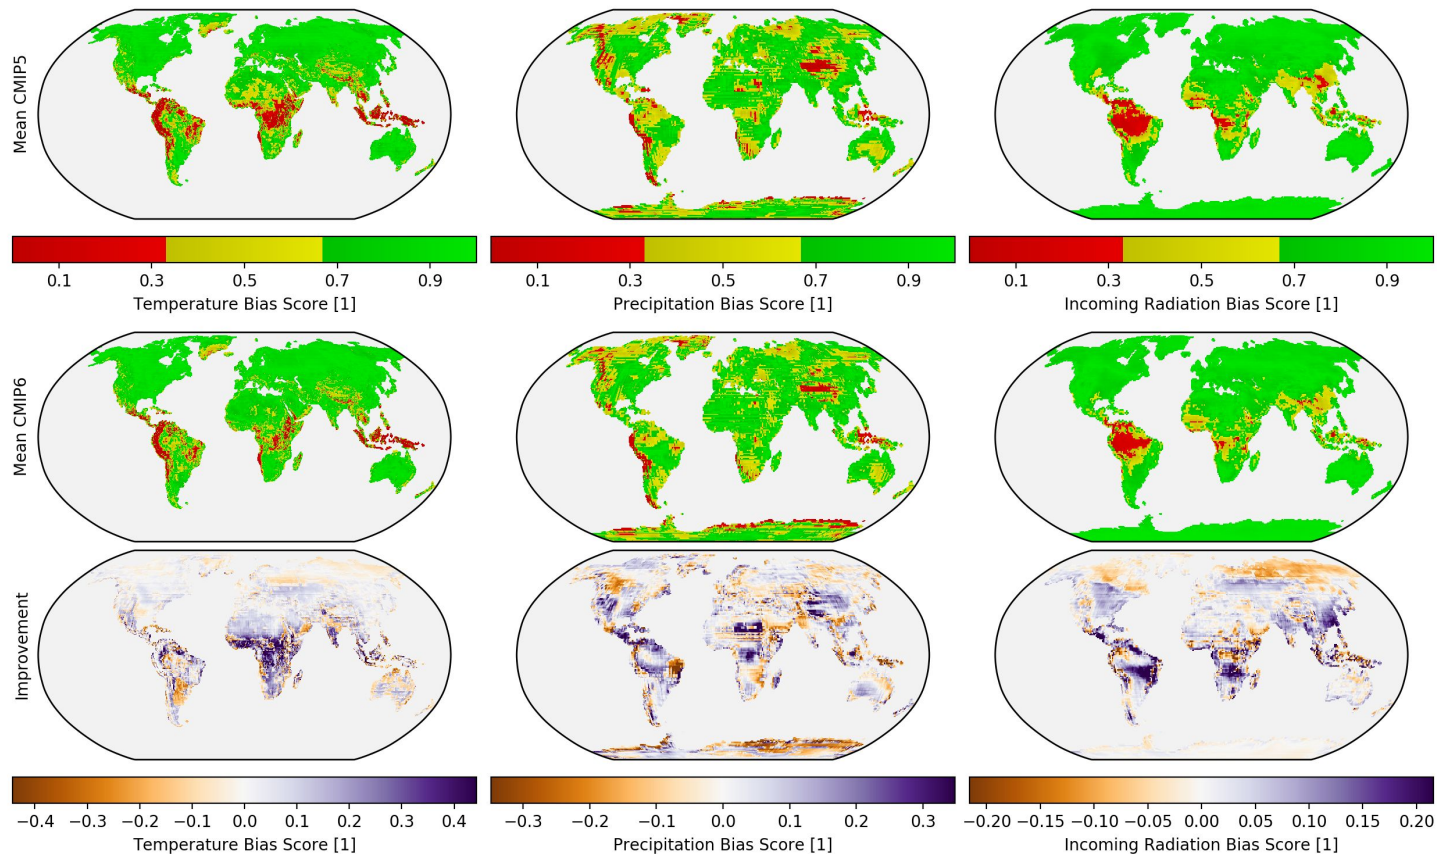 Mean CMIP5
0.1 0.3 0.5 0.7 0.9
Temperature Bias Score [1]
0.1 0.3 0.5 0.7 0.9
Precipitation Bias Score [1]
0.1 0.3 0.5 0.7 0.9
Incoming Radiation Bias Score [1]
Mean CMIP6
Improvement
−0.4 −0.3 −0.2 −0.1 0.0 0.1 0.2 0.3 0.4
Temperature Bias Score [1]
−0.3 −0.2 −0.1 0.0 0.1 0.2 0.3
Precipitation Bias Score [1]
−0.20 −0.15 −0.10 −0.05 0.00 0.05 0.10 0.15 0.20
Incoming Radiation Bias Score [1]